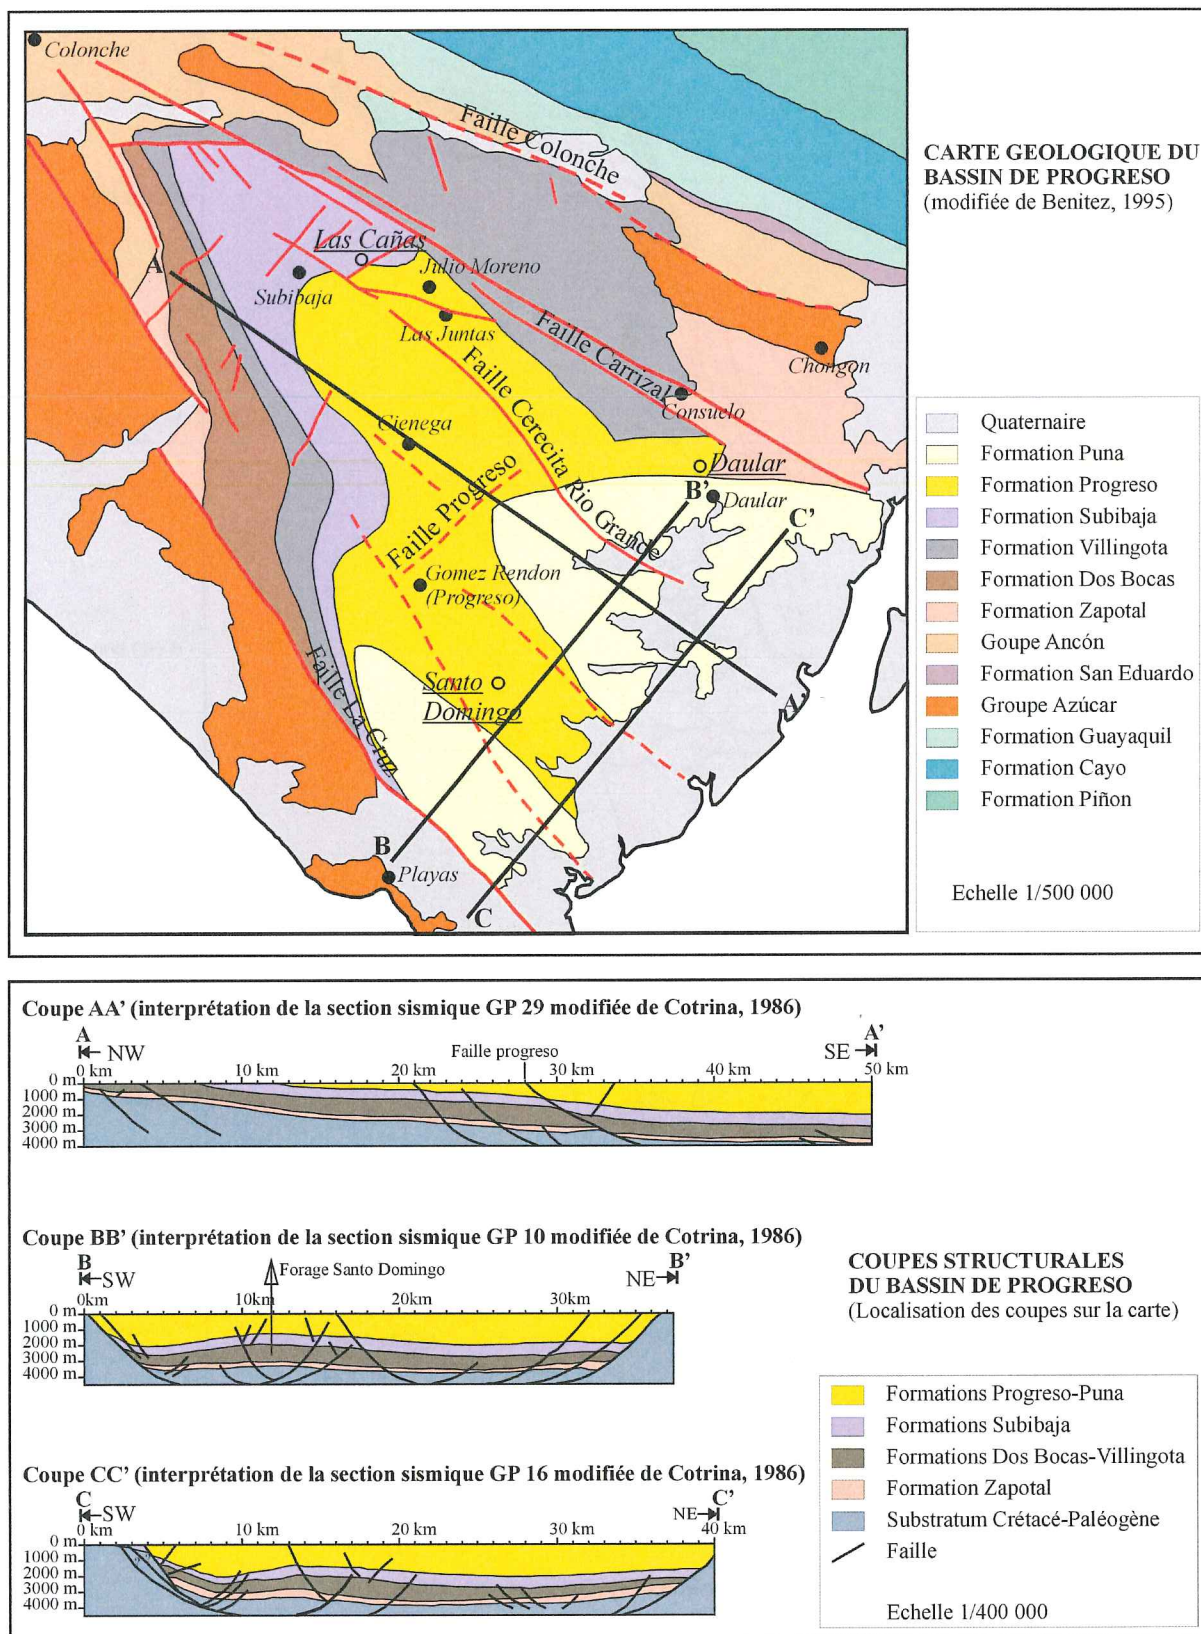 Colonche
Faille Colonche
CARTE GEOLOGIQUE DU
BASSIN DE PROGRESO
(modifiée de Benitez, 1995)
Las Cañas
A
Julio Moreno
Subibaja
Las Juntas
Faille Carrizal
Chongon
Consuelo
Faille Cerecita Rio Grande
Cienega
Faille Progreso
Daular
B'
Daular
C'
Gomez Rendon
(Progreso)
Faille La Cruz
Santo
Domingo
A'
B
Playas
C
Quaternaire
Formation Puna
Formation Progreso
Formation Subibaja
Formation Villingota
Formation Dos Bocas
Formation Zapotal
Goupe Ancón
Formation San Eduardo
Groupe Azúcar
Formation Guayaquil
Formation Cayo
Formation Piñon
Echelle 1/500 000
Coupe AA' (interprétation de la section sismique GP 29 modifiée de Cotrina, 1986)
A A'
NW Faille progreso SE
0 km 10 km 20 km 30 km 40 km 50 km
0 m
1000 m
2000 m
3000 m
4000 m
Coupe BB' (interprétation de la section sismique GP 10 modifiée de Cotrina, 1986)
B B'
SW Forage Santo Domingo NE
0km 10km 20km 30km
0 m
1000 m
2000 m
3000 m
4000 m
COUPES STRUCTURALES
DU BASSIN DE PROGRESO
(Localisation des coupes sur la carte)
Coupe CC' (interprétation de la section sismique GP 16 modifiée de Cotrina, 1986)
C C'
SW NE
0 km 10 km 20 km 30 km 40 km
0 m
1000 m
2000 m
3000 m
4000 m
Formations Progreso-Puna
Formations Subibaja
Formations Dos Bocas-Villingota
Formation Zapotal
Substratum Crétacé-Paléogène
Faille
Echelle 1/400 000